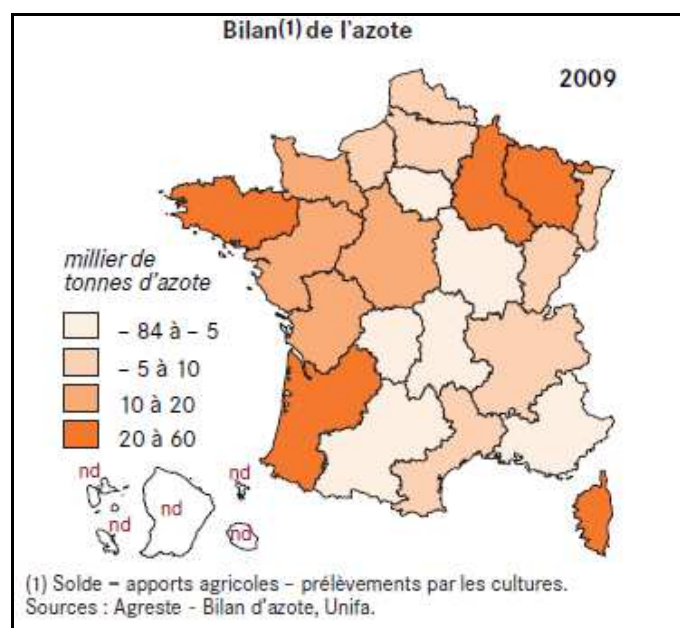 Bilan(1) de l'azote
2009
millier de
tonnes d'azote
– 84 à – 5
– 5 à 10
10 à 20
20 à 60
nd
nd
nd
nd
nd
(1) Solde = apports agricoles – prélèvements par les cultures.
Sources : Agreste - Bilan d'azote, Unifa.